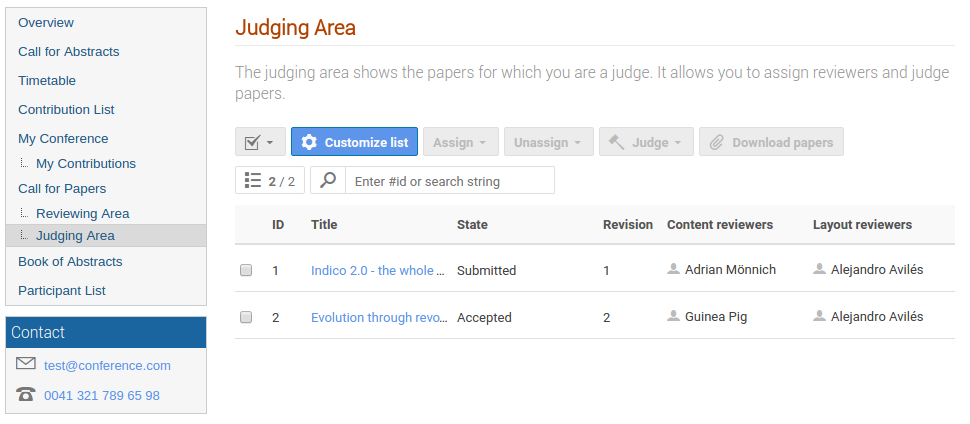 Overview
Call for Abstracts
Timetable
Contribution List
My Conference
My Contributions
Call for Papers
Reviewing Area
Judging Area
Book of Abstracts
Participant List
Contact
test@conference.com
0041 321 789 65 98
Judging Area
The judging area shows the papers for which you are a judge. It allows you to assign reviewers and judge
papers.
Customize list Assign Unassign Judge Download papers
2 / 2 Enter #id or search string
ID Title State Revision Content reviewers Layout reviewers
1 Indico 2.0 - the whole ... Submitted 1 Adrian Mönnich Alejandro Avilés
2 Evolution through revo... Accepted 2 Guinea Pig Alejandro Avilés